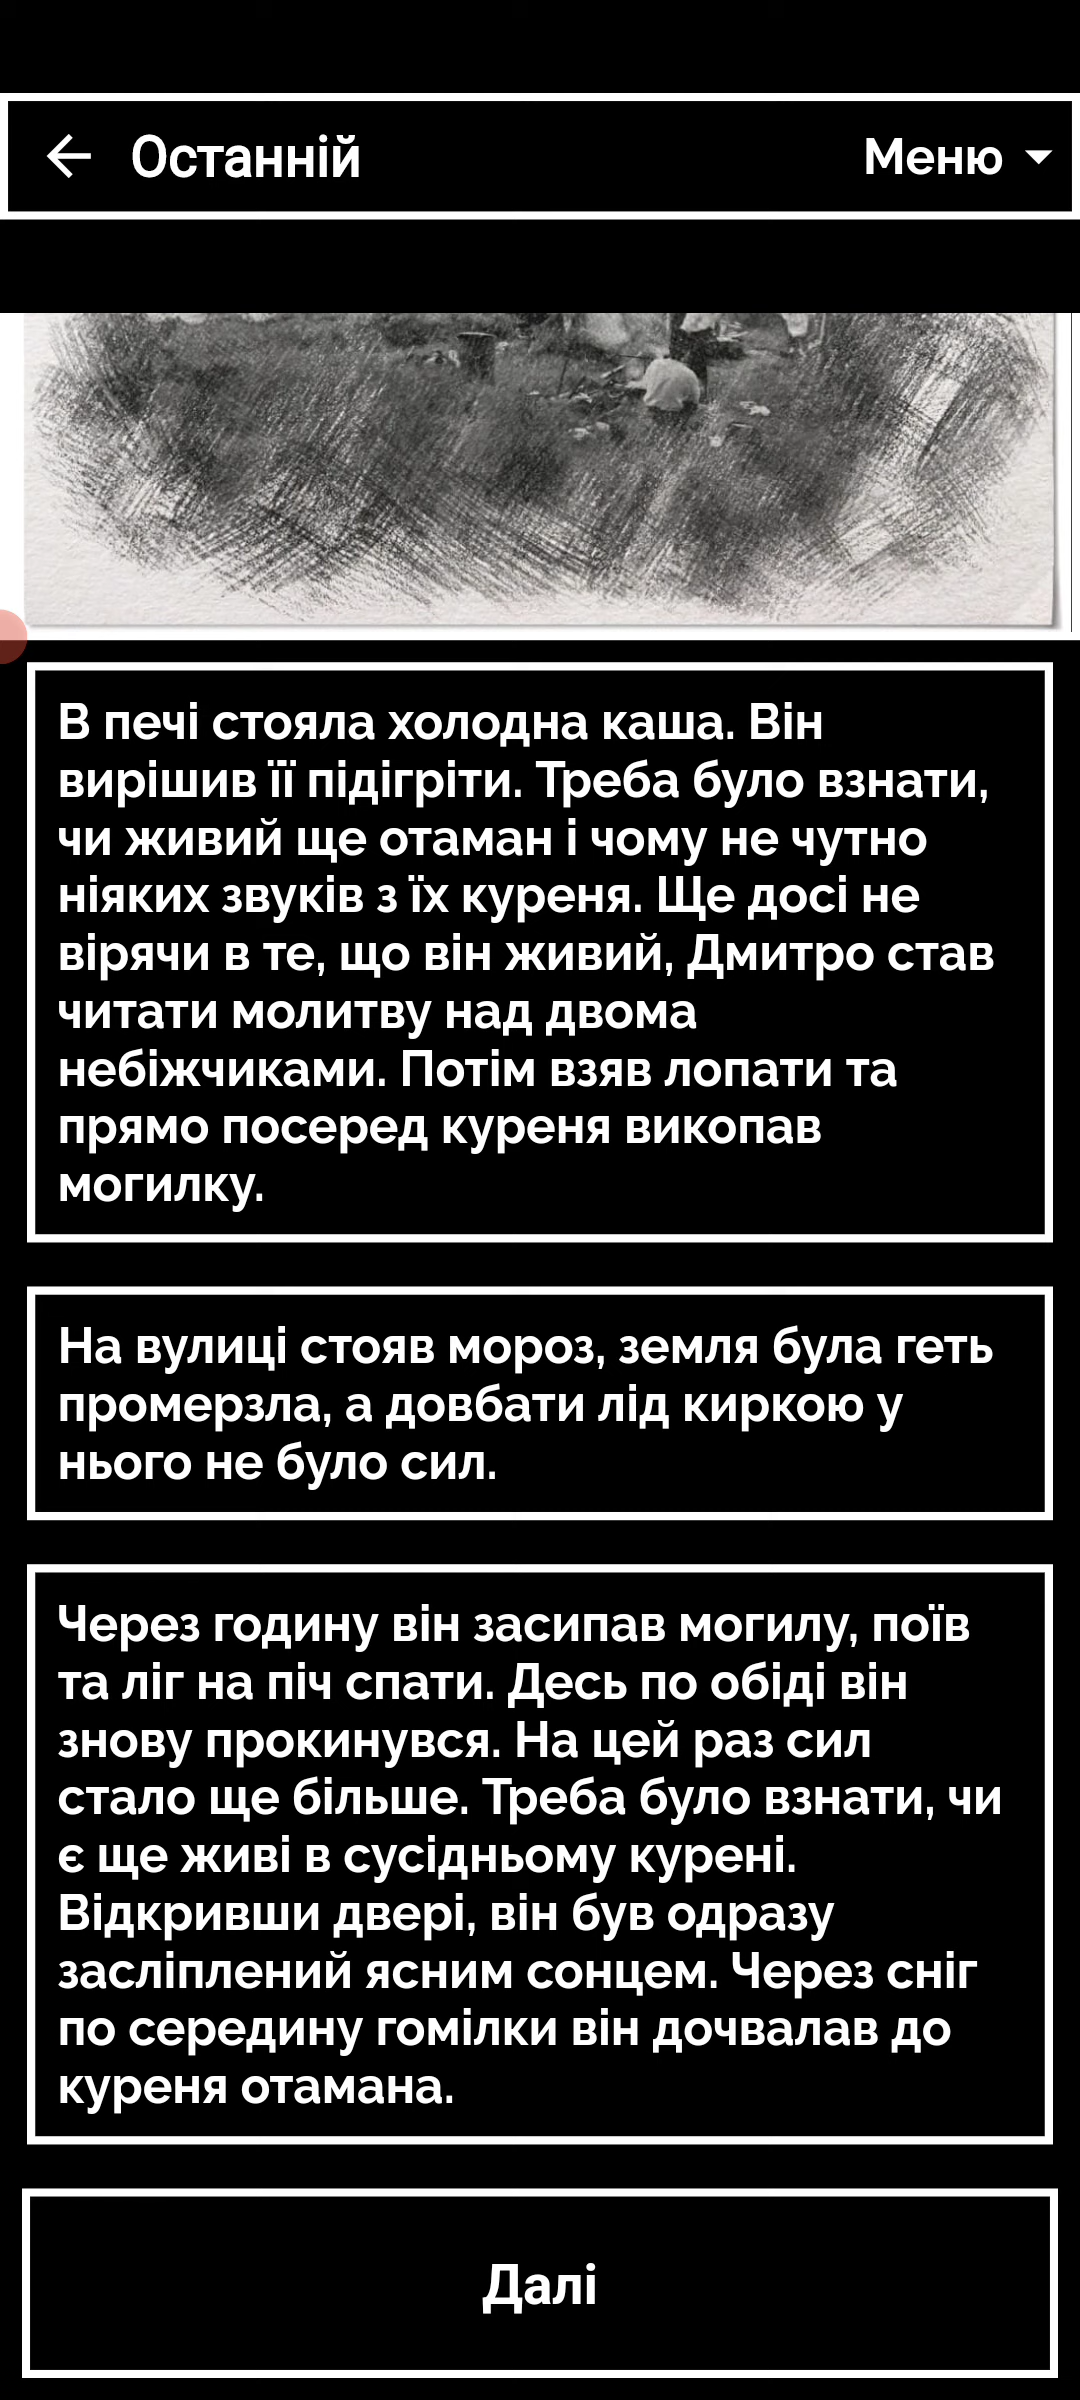 Останній
Меню
В печі стояла холодна каша. Він
вирішив її підігріти. Треба було взнати,
чи живий ще отаман і чому не чутно
ніяких звуків з їх куреня. Ще досі не
вірячи в те, що він живий, Дмитро став
читати молитву над двома
небіжчиками. Потім взяв лопати та
прямо посеред куреня викопав
могилку.
На вулиці стояв мороз, земля була геть
промерзла, а довбати лід киркою у
нього не було сил.
Через годину він засипав могилу, поїв
та ліг на піч спати. Десь по обіді він
знову прокинувся. На цей раз сил
стало ще більше. Треба було взнати, чи
є ще живі в сусідньому курені.
Відкривши двері, він був одразу
засліплений ясним сонцем. Через сніг
по середину гомілки він дочвалав до
куреня отамана.
Далі